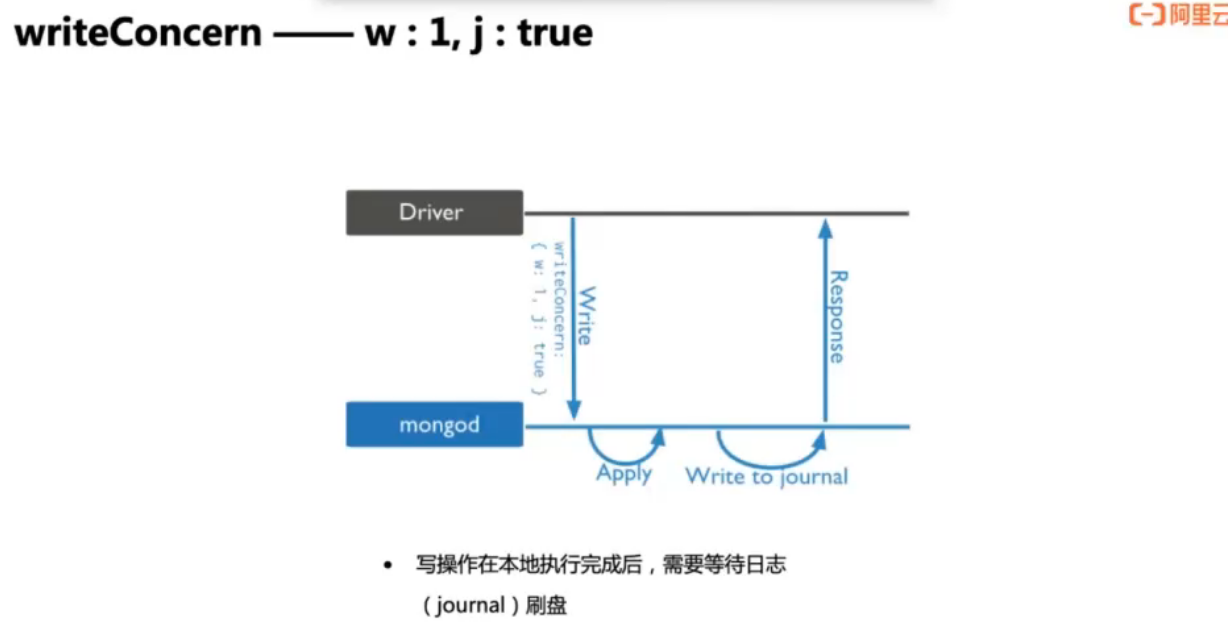 writeConcern —— w : 1, j : true
阿里云
Driver
writeConcern:
{ w: 1, j: true }
Write
Response
mongod
Apply
Write to journal
• 写操作在本地执行完成后，需要等待日志
（journal）刷盘